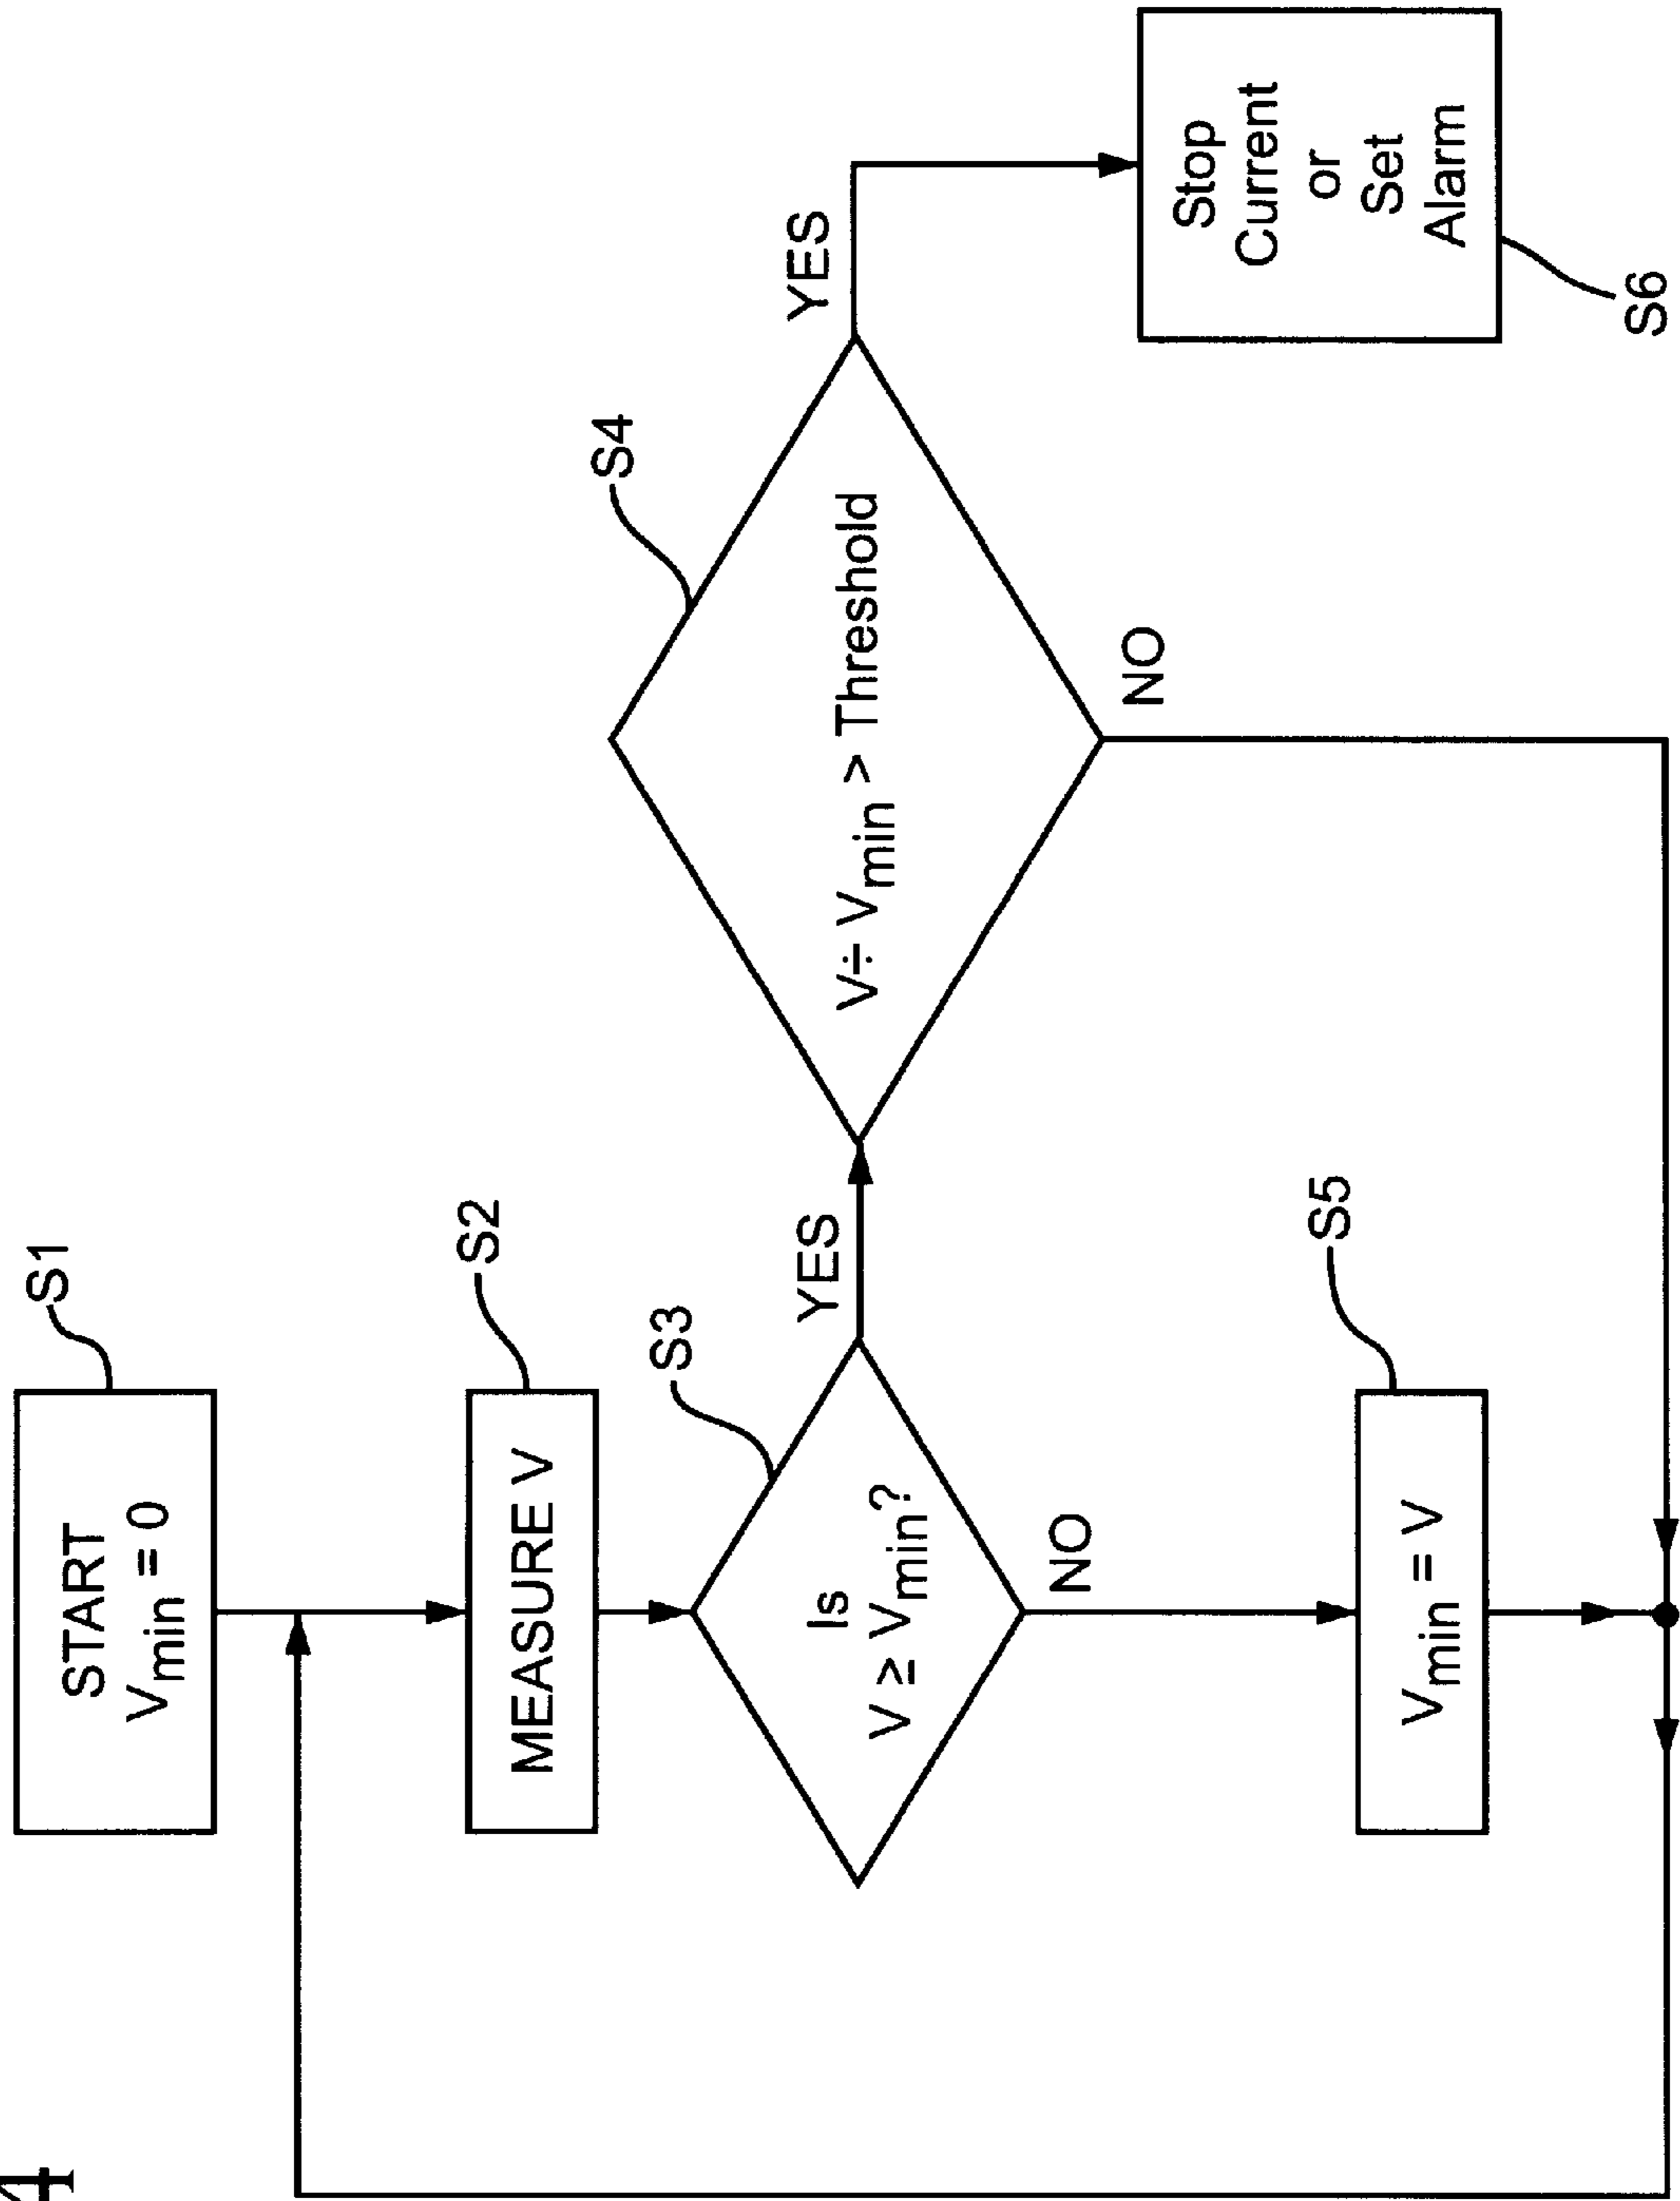 4
START
Vmin = 0
S1
MEASURE V
S2
Is
V ≥ Vmin?
S3
YES
NO
V÷ Vmin > Threshold
S4
YES
NO
Vmin = V
S5
Stop
Current
or
Set
Alarm
S6